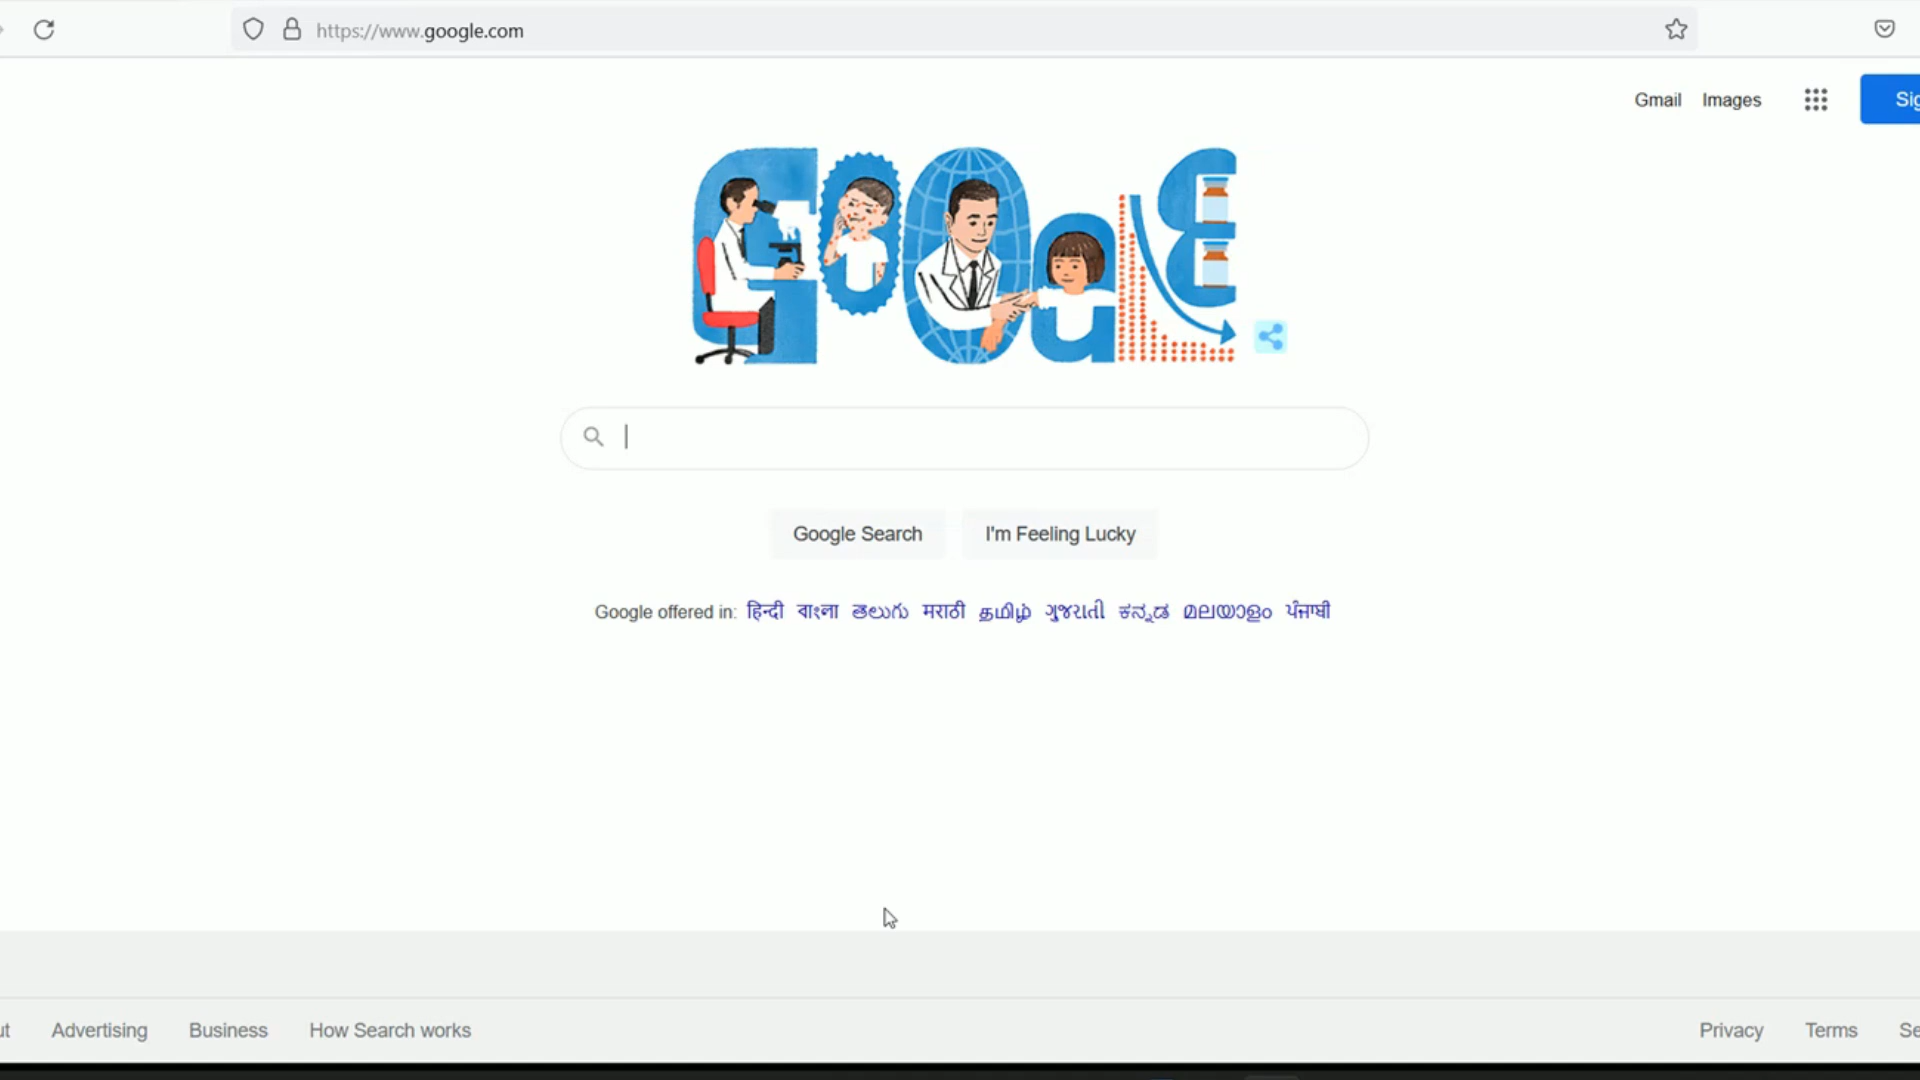 https://www.google.com
Gmail Images
Google
Google Search I'm Feeling Lucky
Google offered in: हिन्दी বাংলা తెలుగు मराठी தமிழ் ગુજરાતી ಕನ್ನಡ മലയാളം ਪੰਜਾਬੀ
Advertising Business How Search works Privacy Terms